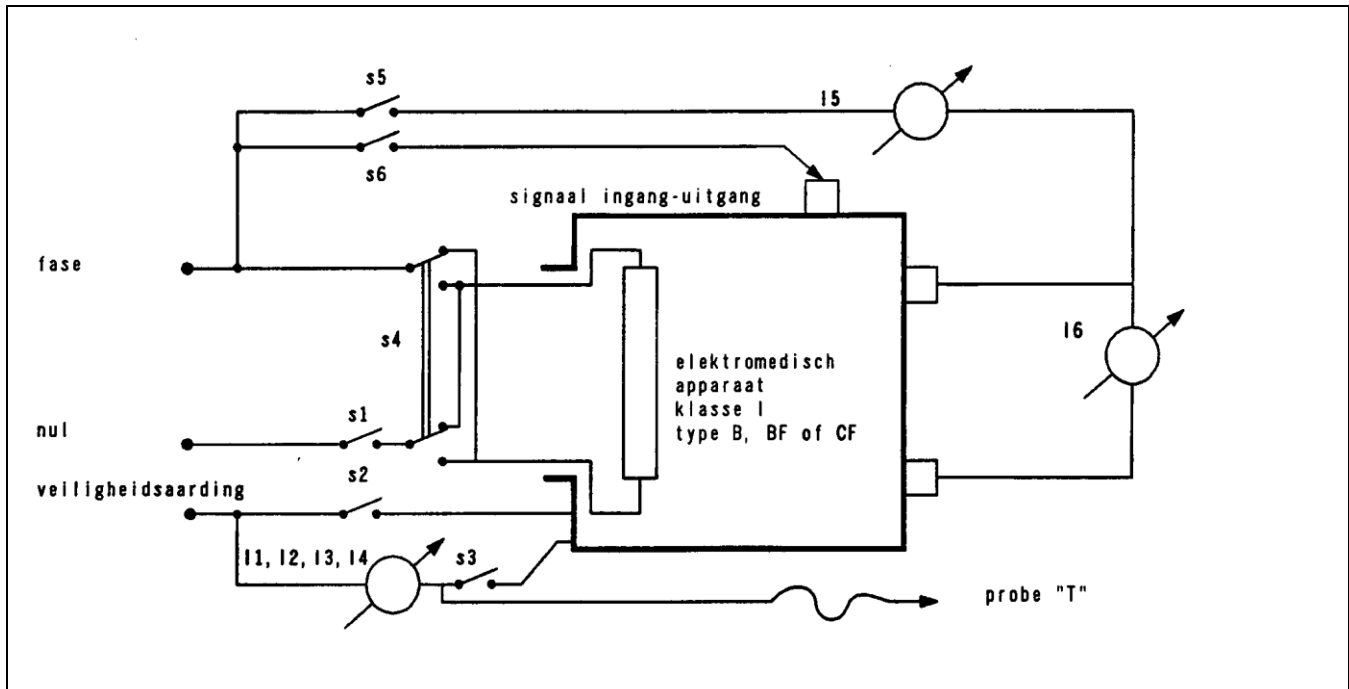 s5
I5
s6
signaal ingang-uitgang
fase
s4
I6
elektromedisch
apparaat
klasse I
type B, BF of CF
s1
nul
s2
veiligheidsaarding
I1, I2, I3, I4
s3
probe "T"